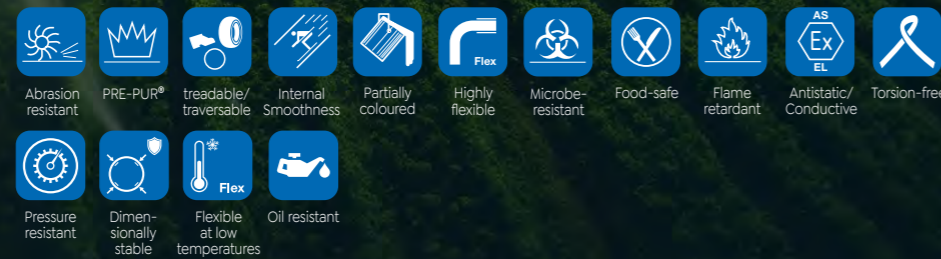 Flex
AS
Ex
EL
Abrasion
resistant
PRE-PUR®
treadable/
traversable
Internal
Smoothness
Partially
coloured
Highly
flexible
Microbe-
resistant
Food-safe
Flame
retardant
Antistatic/
Conductive
Torsion-free
Flex
Pressure
resistant
Dimen-
sionally
stable
Flexible
at low
temperatures
Oil resistant